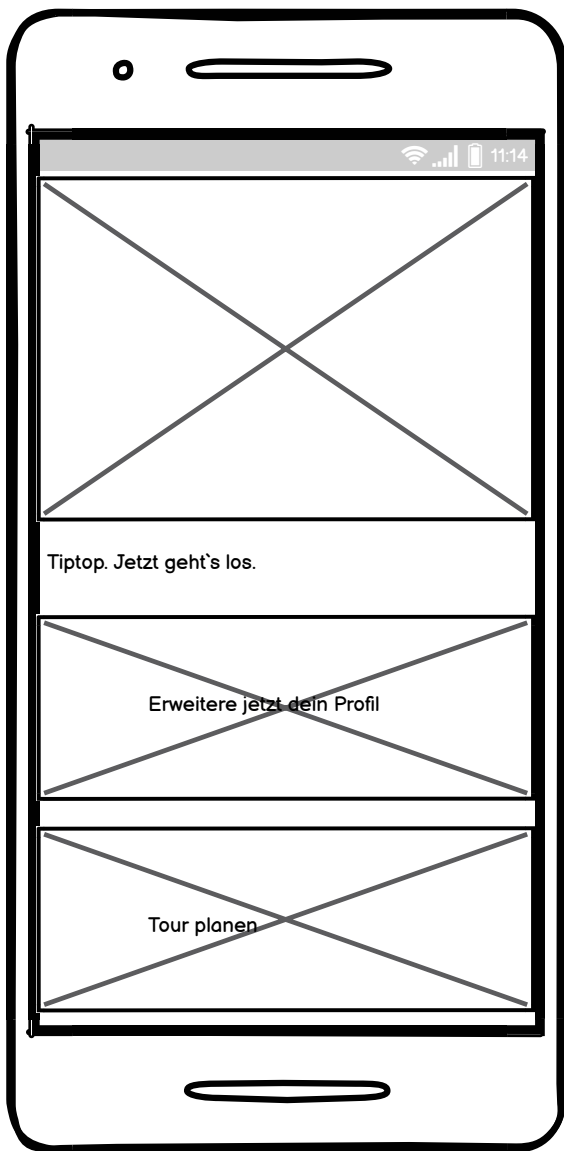 11:14
Tiptop. Jetzt geht`s los.
Erweitere jetzt dein Profil
Tour planen